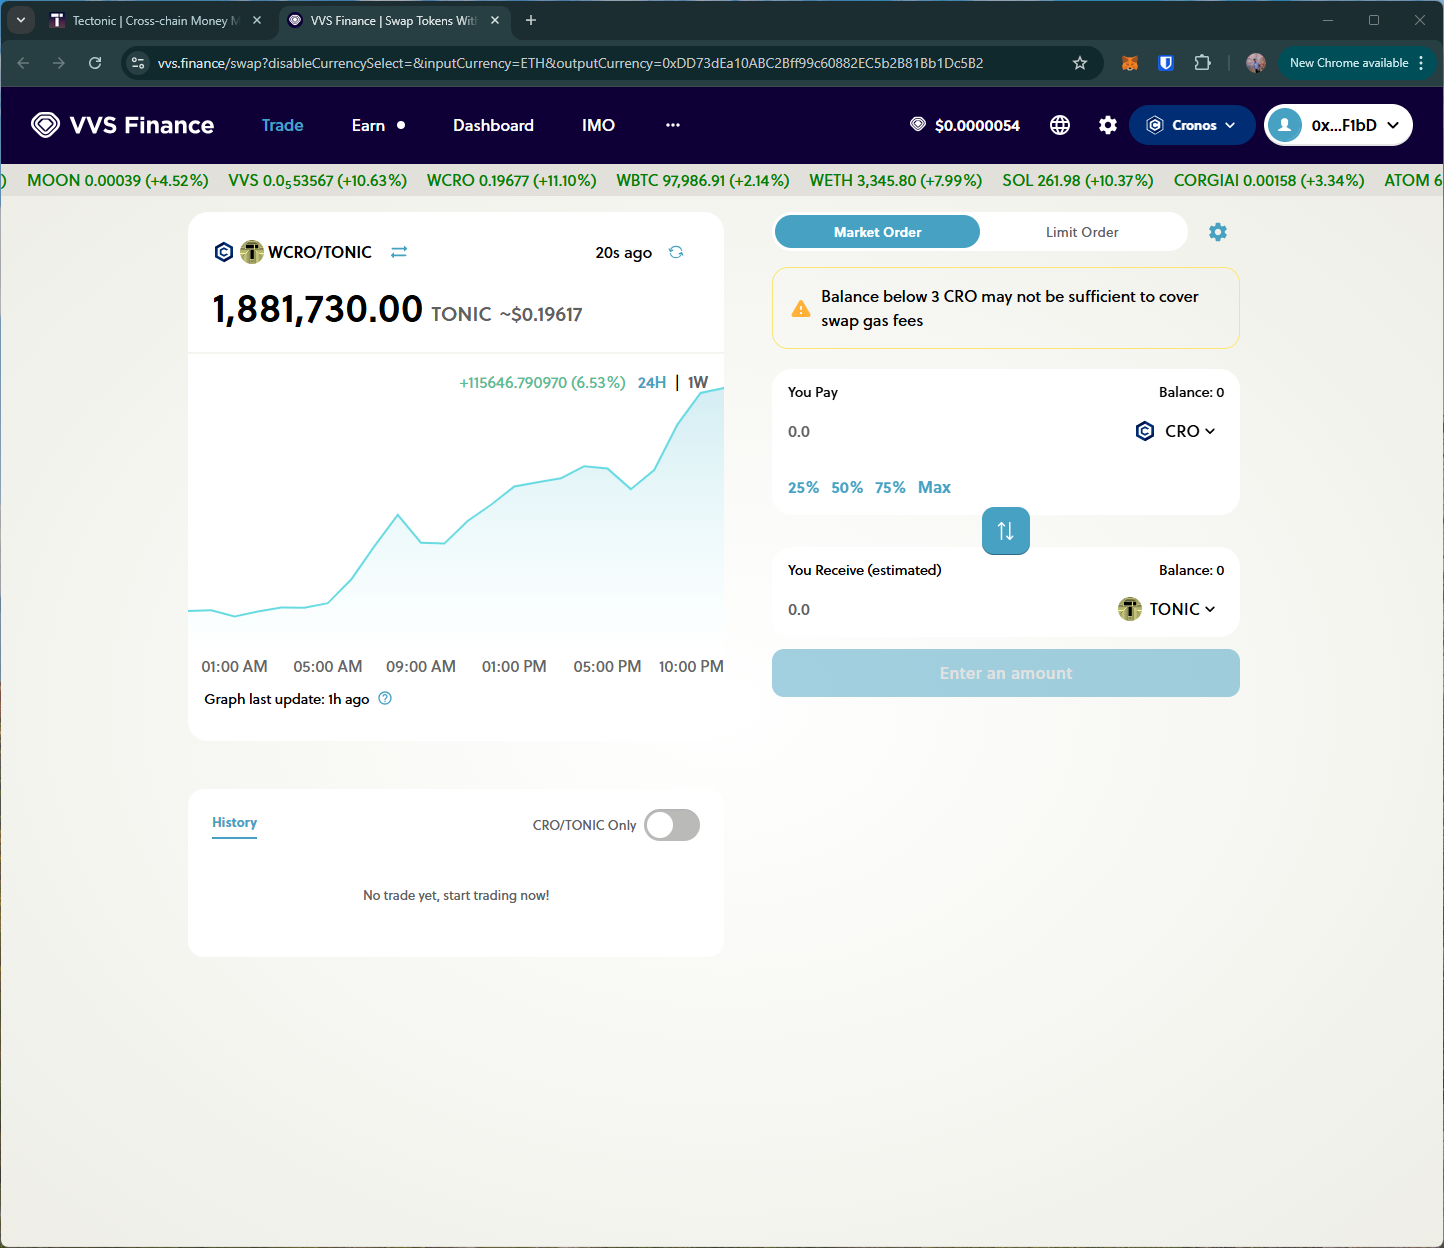 Tectonic | Cross-chain Money M
VVS Finance | Swap Tokens With
vvs.finance/swap?disableCurrencySelect=&inputCurrency=ETH&outputCurrency=0xDD73dEa10ABC2Bff99c60882EC5b2B81Bb1Dc5B2
New Chrome available
VVS Finance
Trade
Earn
Dashboard
IMO
$0.0000054
Cronos
0x...F1bD
) MOON 0.00039 (+4.52%) VVS 0.0₅53567 (+10.63%) WCRO 0.19677 (+11.10%) WBTC 97,986.91 (+2.14%) WETH 3,345.80 (+7.99%) SOL 261.98 (+10.37%) CORGIAI 0.00158 (+3.34%) ATOM 6
WCRO/TONIC
20s ago
1,881,730.00 TONIC ~$0.19617
+115646.790970 (6.53%) 24H | 1W
01:00 AM 05:00 AM 09:00 AM 01:00 PM 05:00 PM 10:00 PM
Graph last update: 1h ago
History
CRO/TONIC Only
No trade yet, start trading now!
Market Order
Limit Order
Balance below 3 CRO may not be sufficient to cover
swap gas fees
You Pay
Balance: 0
0.0
CRO
25% 50% 75% Max
You Receive (estimated)
Balance: 0
0.0
TONIC
Enter an amount